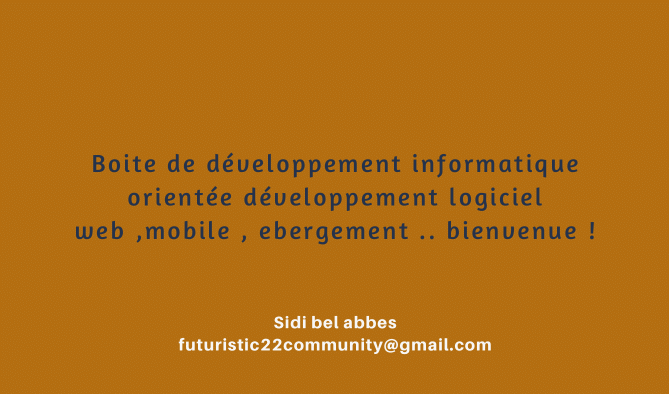 Boite de développement informatique
orientée développement logiciel
web ,mobile , ebergement .. bienvenue !
Sidi bel abbes
futuristic22community@gmail.com